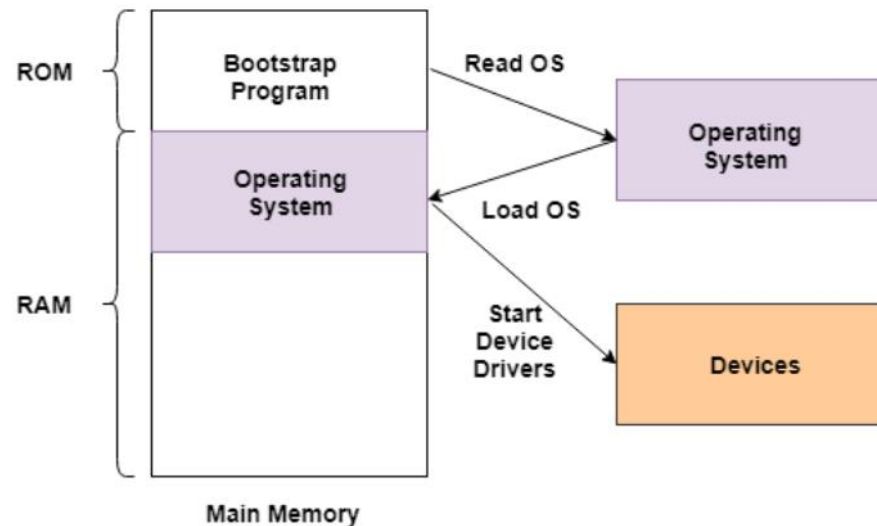 ROM
Bootstrap
Program
Read OS
Operating
System
Operating
System
Load OS
RAM
Start
Device
Drivers
Devices
Main Memory